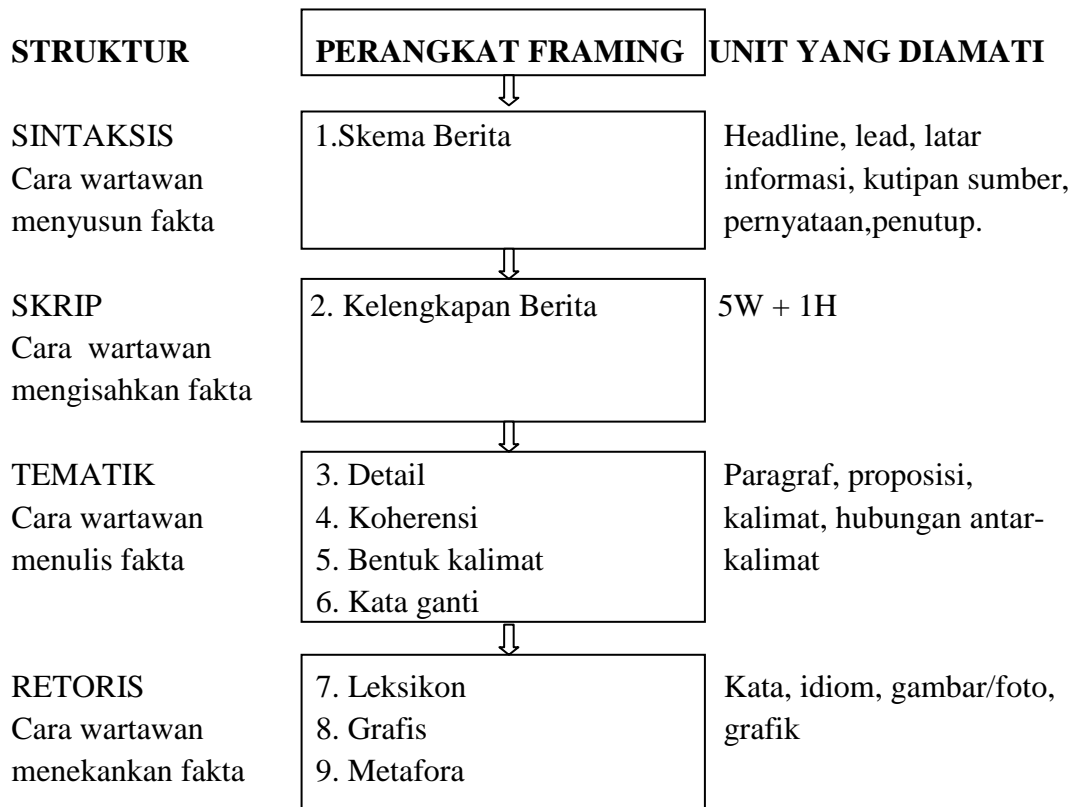 STRUKTUR PERANGKAT FRAMING UNIT YANG DIAMATI
SINTAKSIS 1.Skema Berita Headline, lead, latar
Cara wartawan informasi, kutipan sumber,
menyusun fakta pernyataan,penutup.
SKRIP 2. Kelengkapan Berita 5W + 1H
Cara wartawan
mengisahkan fakta
TEMATIK 3. Detail Paragraf, proposisi,
Cara wartawan 4. Koherensi kalimat, hubungan antar-
menulis fakta 5. Bentuk kalimat kalimat
6. Kata ganti
RETORIS 7. Leksikon Kata, idiom, gambar/foto,
Cara wartawan 8. Grafis grafik
menekankan fakta 9. Metafora